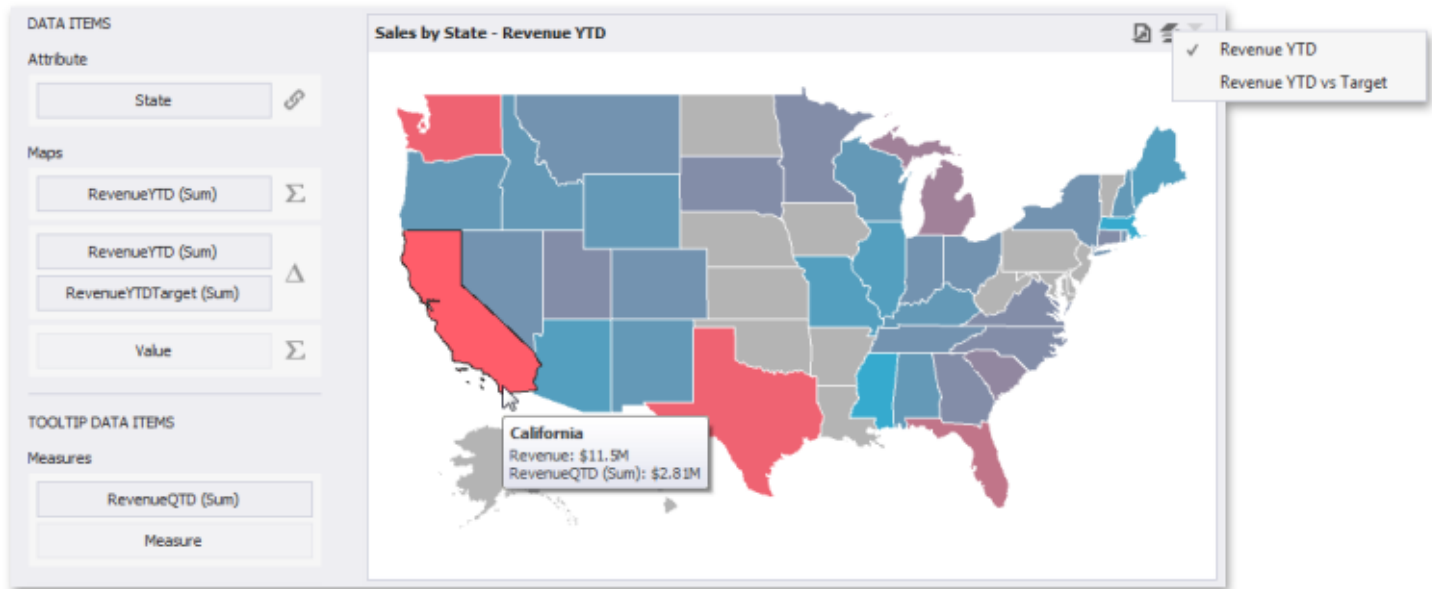 DATA ITEMS
Attribute
State
Maps
RevenueYTD (Sum)
Σ
RevenueYTD (Sum)
RevenueYTDTarget (Sum)
Δ
Value
Σ
TOOLTIP DATA ITEMS
Measures
RevenueQTD (Sum)
Measure
Sales by State - Revenue YTD
✓ Revenue YTD
Revenue YTD vs Target
California
Revenue: $11.5M
RevenueQTD (Sum): $2.81M